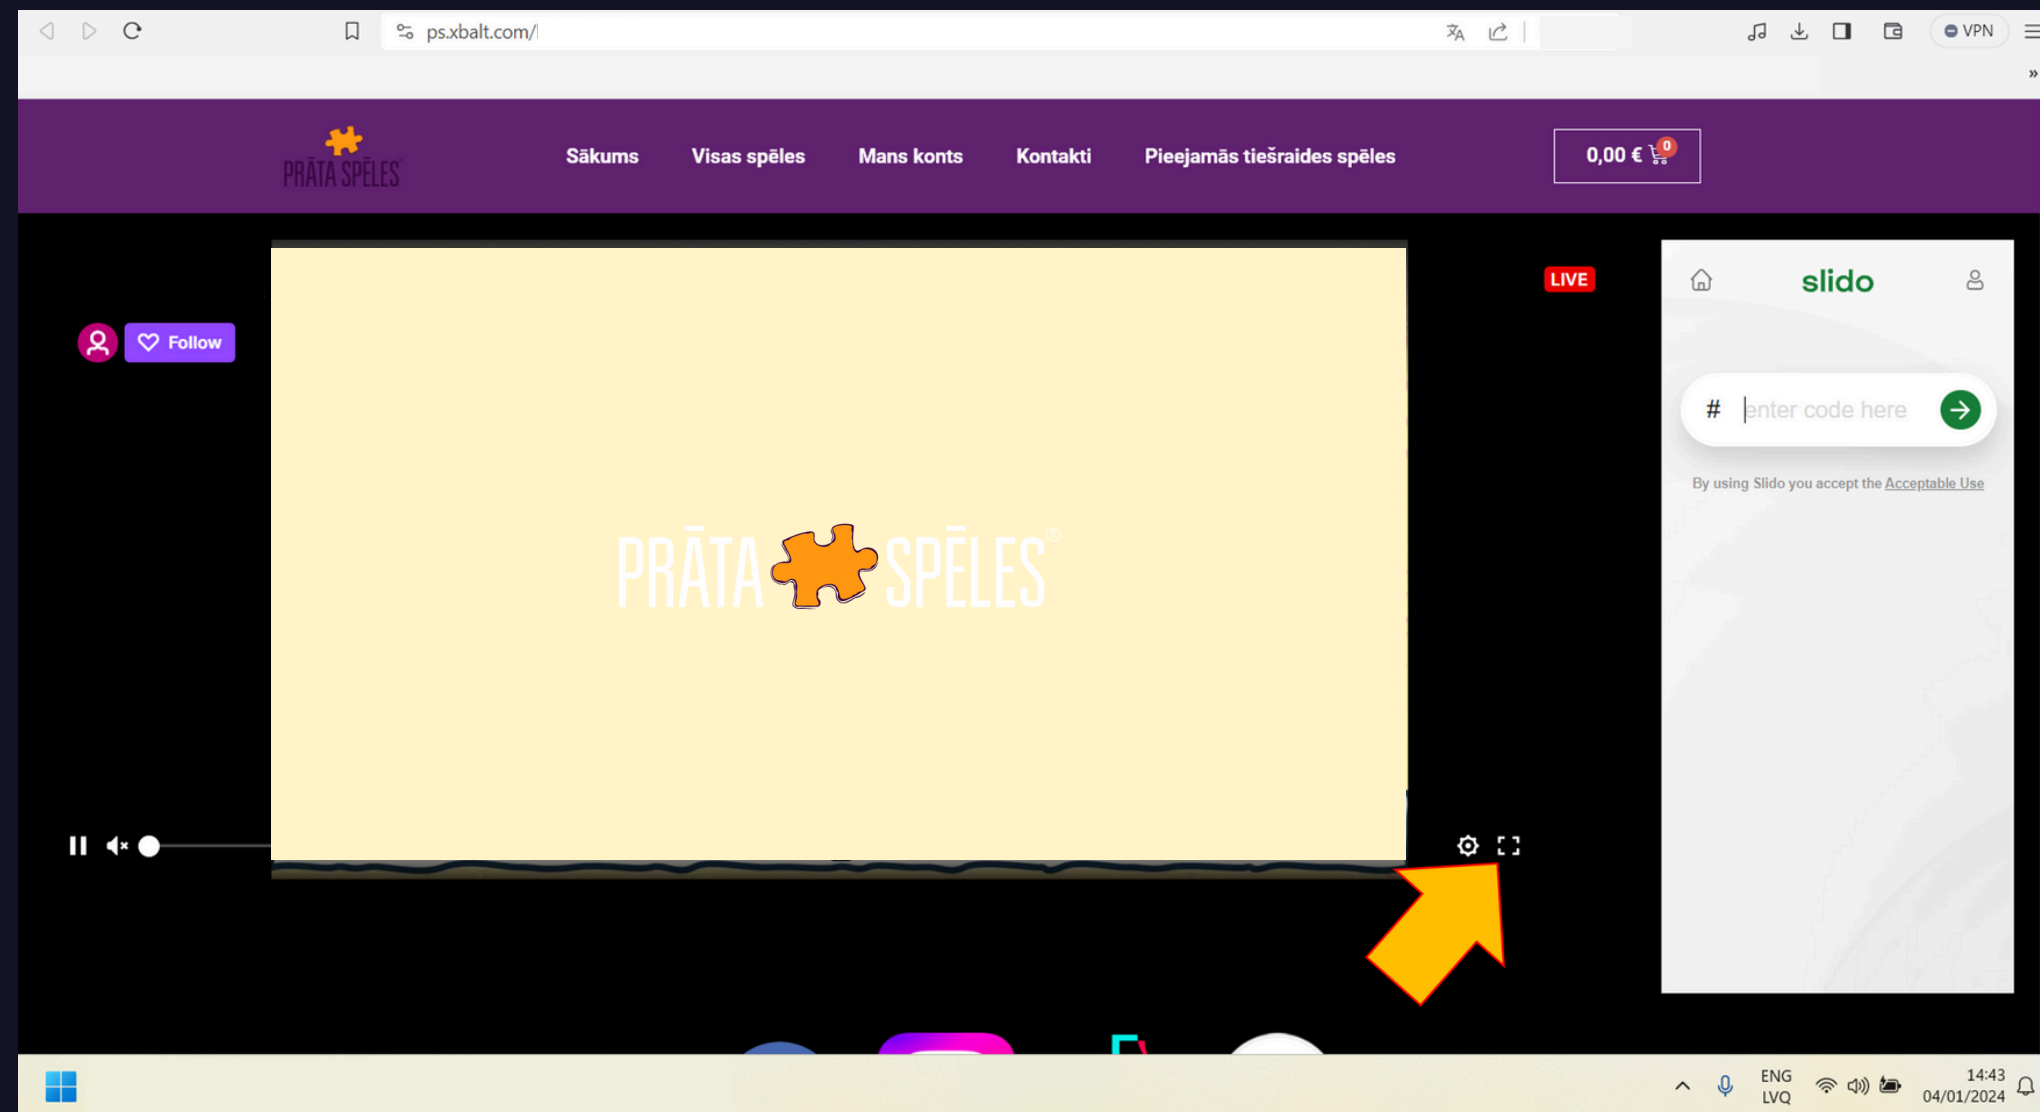 ps.xbalt.com/
VPN
»
PRĀTA SPĒLES®
Sākums
Visas spēles
Mans konts
Kontakti
Pieejamās tiešraides spēles
0,00 €
0
LIVE
slido
Follow
# enter code here
By using Slido you accept the Acceptable Use
PRĀTA SPĒLES®
ENG
LVQ
14:43
04/01/2024